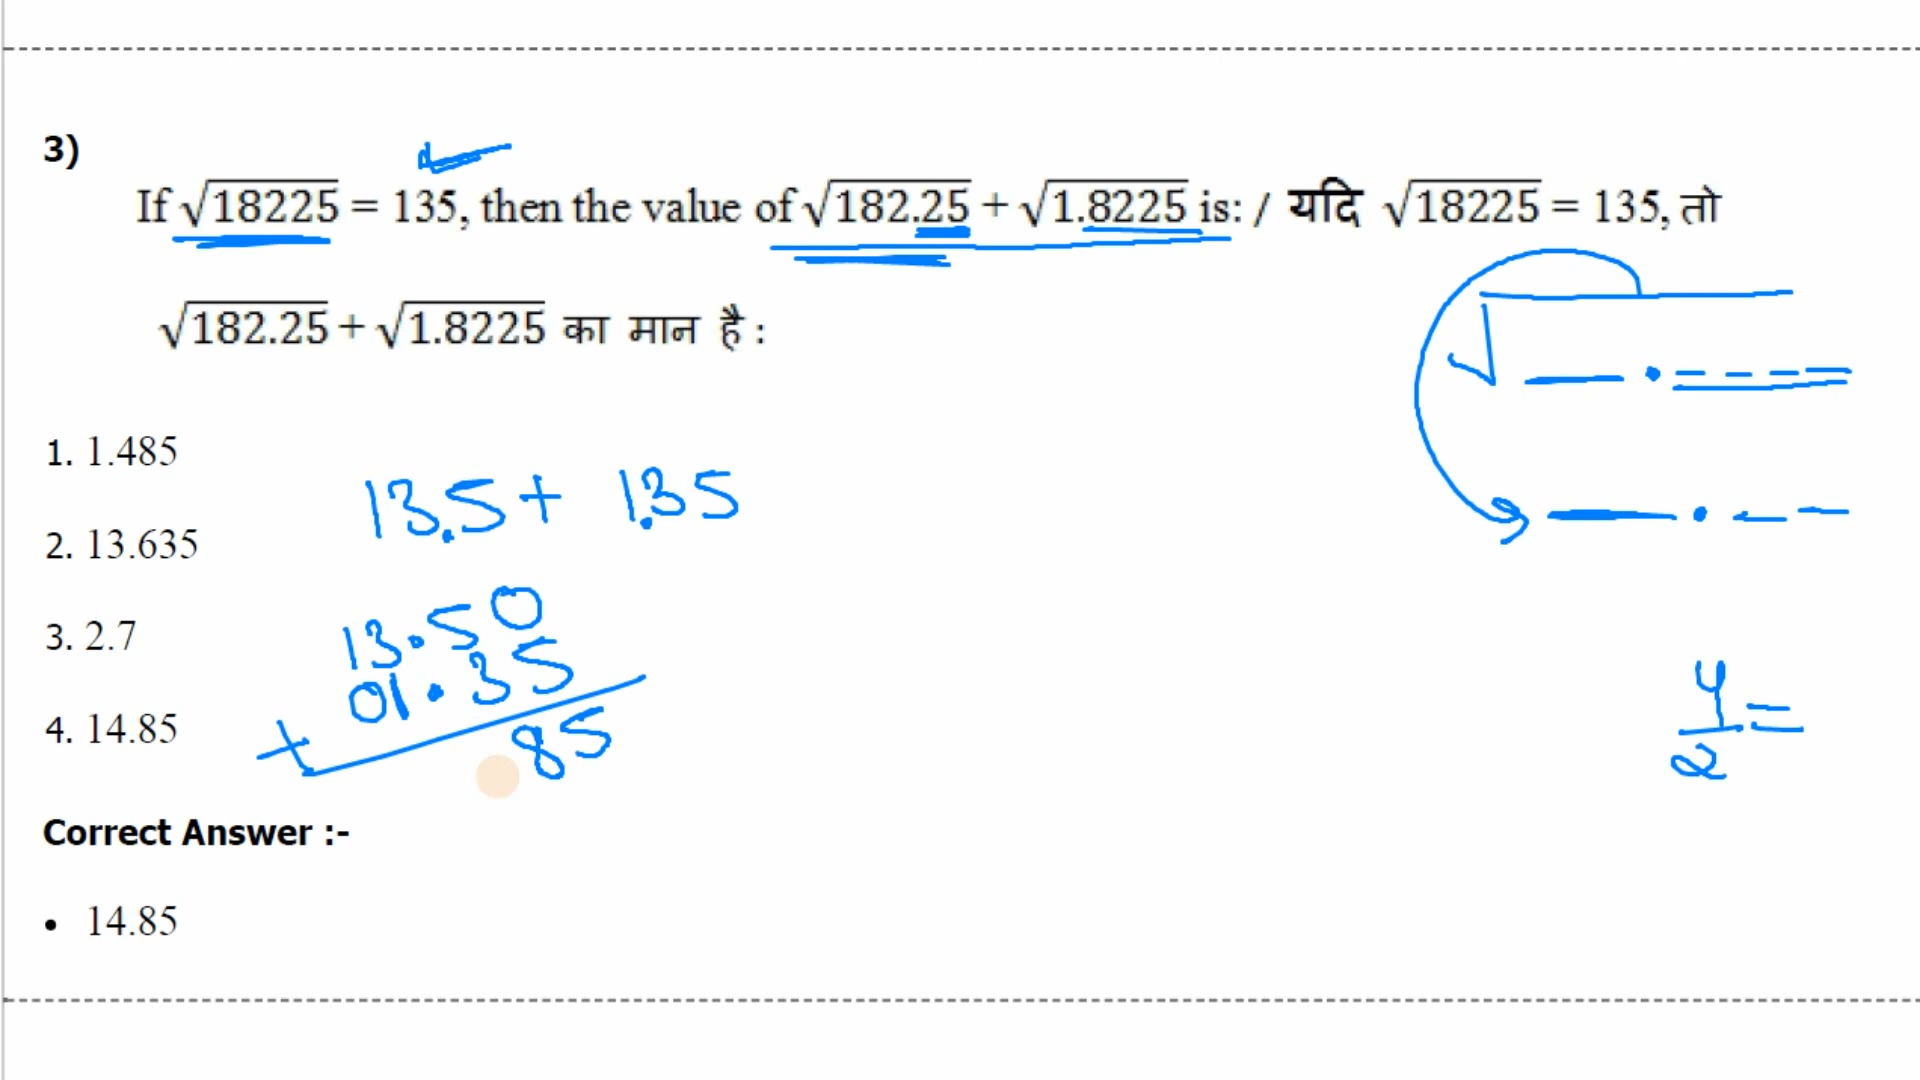 3)
If √18225 = 135, then the value of √182.25 + √1.8225 is: / यदि √18225 = 135, तो
√182.25 + √1.8225 का मान है :
1. 1.485
13.5 + 1.35
2. 13.635
13.50
3. 2.7
01.35
4. 14.85
+
85
4/2 =
Correct Answer :-
• 14.85